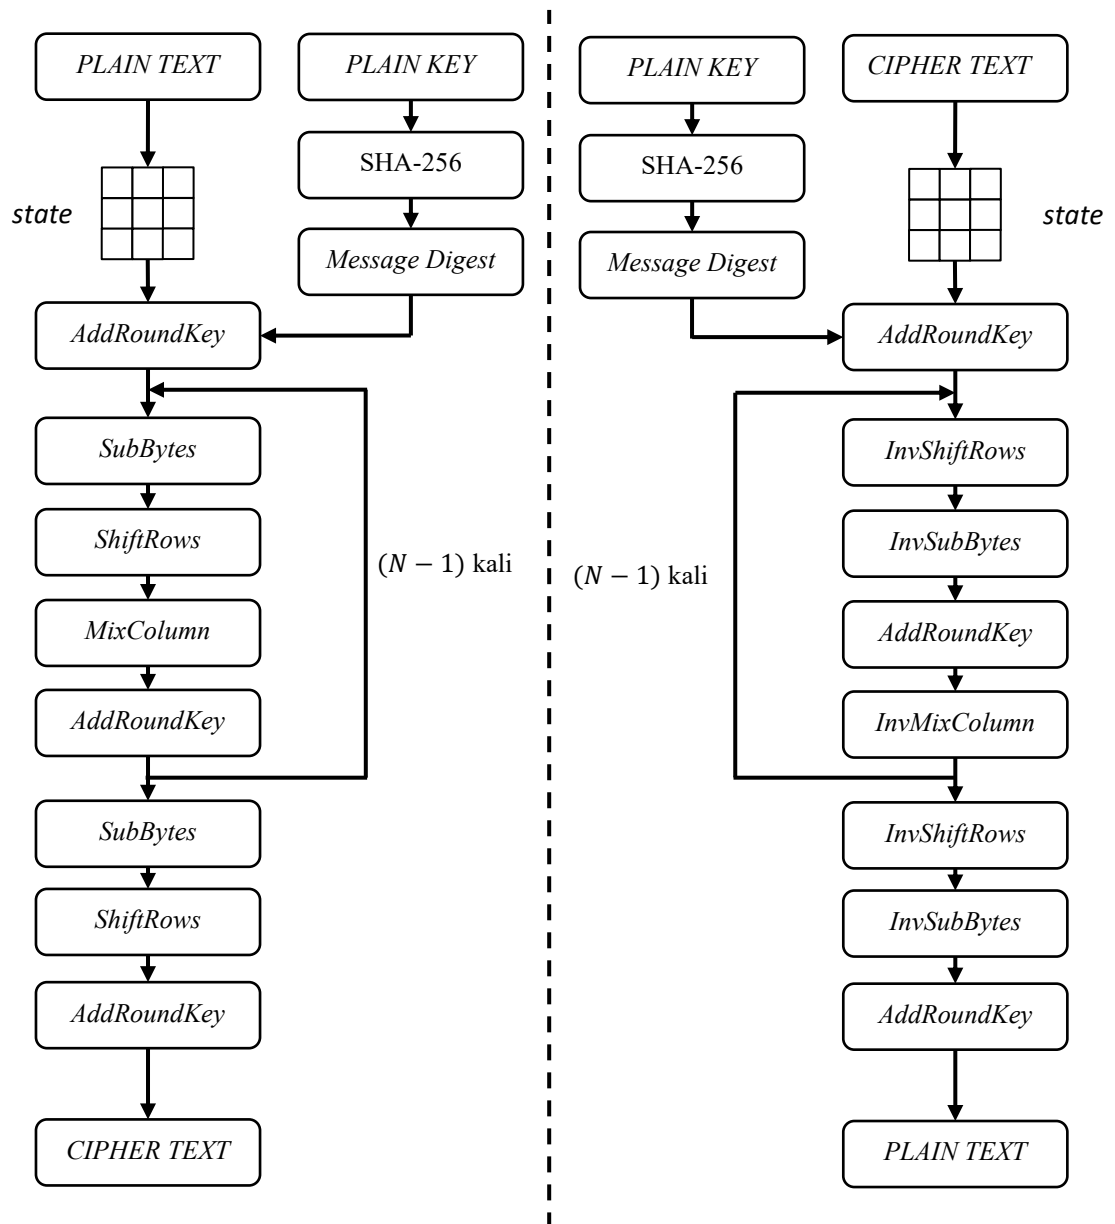 PLAIN TEXT
PLAIN KEY
SHA-256
state
Message Digest
AddRoundKey
SubBytes
ShiftRows
(N − 1) kali
MixColumn
AddRoundKey
SubBytes
ShiftRows
AddRoundKey
CIPHER TEXT
PLAIN KEY
CIPHER TEXT
SHA-256
state
Message Digest
AddRoundKey
InvShiftRows
InvSubBytes
(N − 1) kali
AddRoundKey
InvMixColumn
InvShiftRows
InvSubBytes
AddRoundKey
PLAIN TEXT